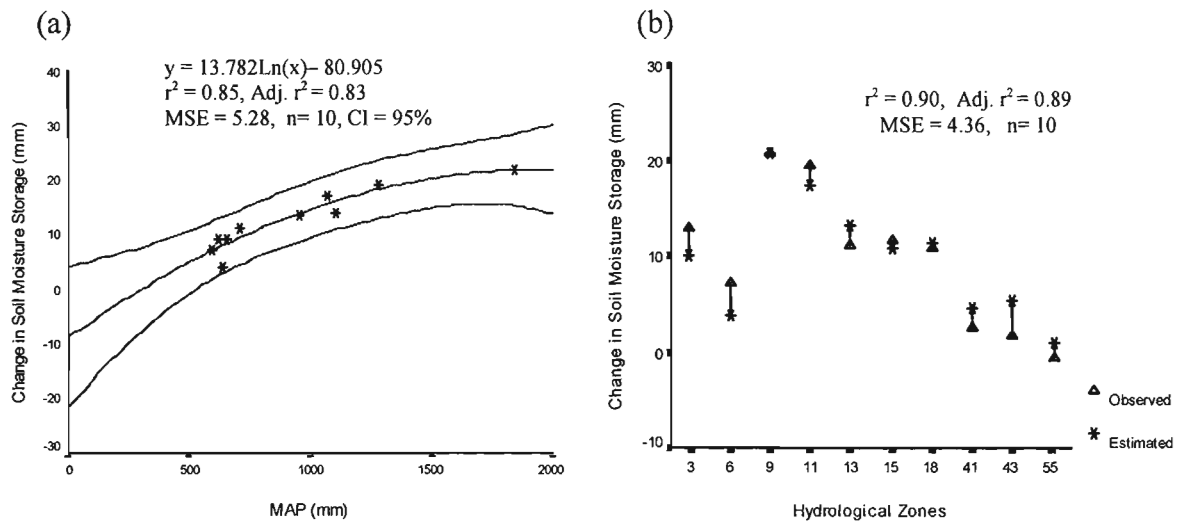 (a)
y = 13.782Ln(x)– 80.905
r² = 0.85, Adj. r² = 0.83
MSE = 5.28, n= 10, CI = 95%
Change in Soil Moisture Storage (mm)
40
30
20
10
0
-10
-20
-30
0 500 1000 1500 2000
MAP (mm)
(b)
r² = 0.90, Adj. r² = 0.89
MSE = 4.36, n= 10
Change in Soil Moisture Storage (mm)
30
20
10
0
-10
3 6 9 11 13 15 18 41 43 55
Hydrological Zones
Observed
Estimated